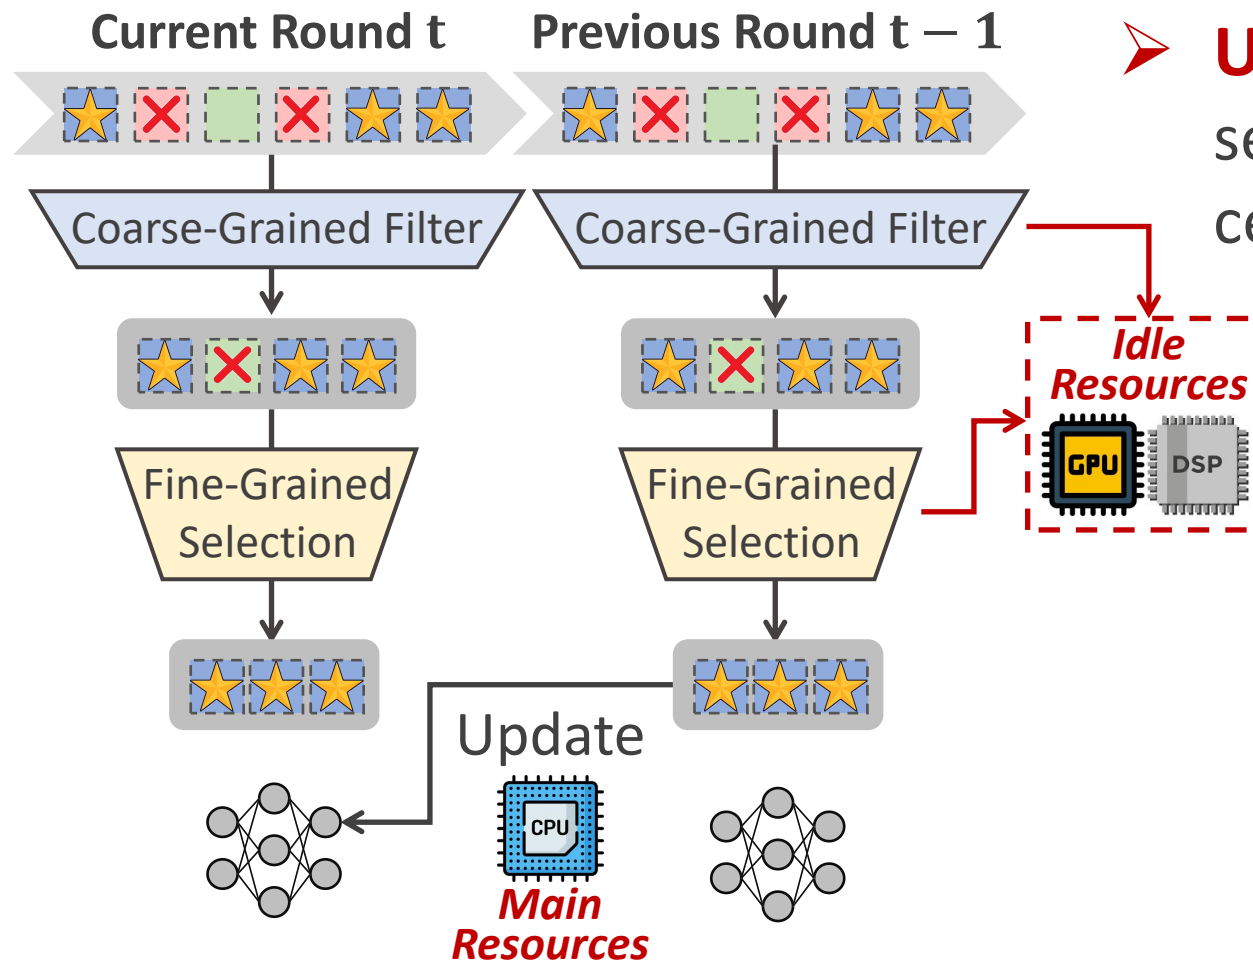 Current Round t
Previous Round t − 1
Coarse-Grained Filter
Coarse-Grained Filter
Idle
Resources
GPU
DSP
Fine-Grained
Selection
Fine-Grained
Selection
Update
CPU
Main
Resources